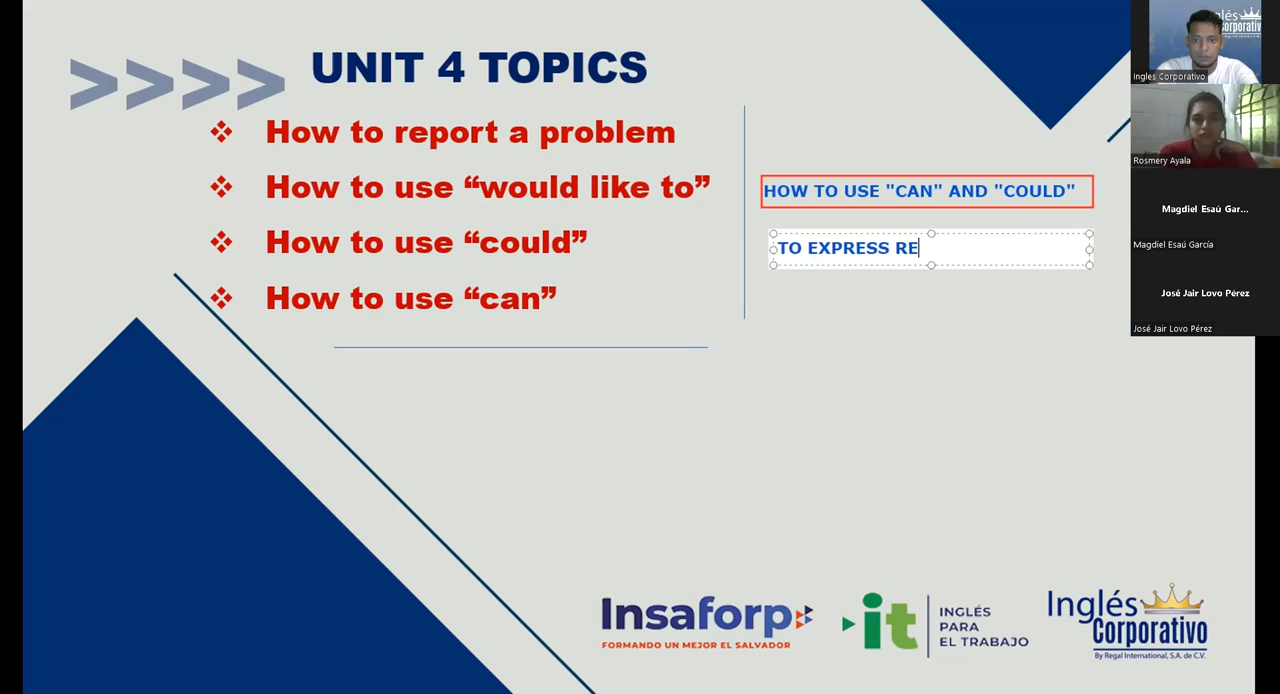 UNIT 4 TOPICS
How to report a problem
How to use “would like to”
How to use “could”
How to use “can”
HOW TO USE "CAN" AND "COULD"
TO EXPRESS RE
Ingles Corporativo
Rosmery Ayala
Magdiel Esaú Gar...
Magdiel Esaú García
José Jair Lovo Pérez
José Jair Lovo Pérez
Insaforp
FORMANDO UN MEJOR EL SALVADOR
it
INGLÉS
PARA
EL TRABAJO
Inglés
Corporativo
By Regal International, S.A. de C.V.